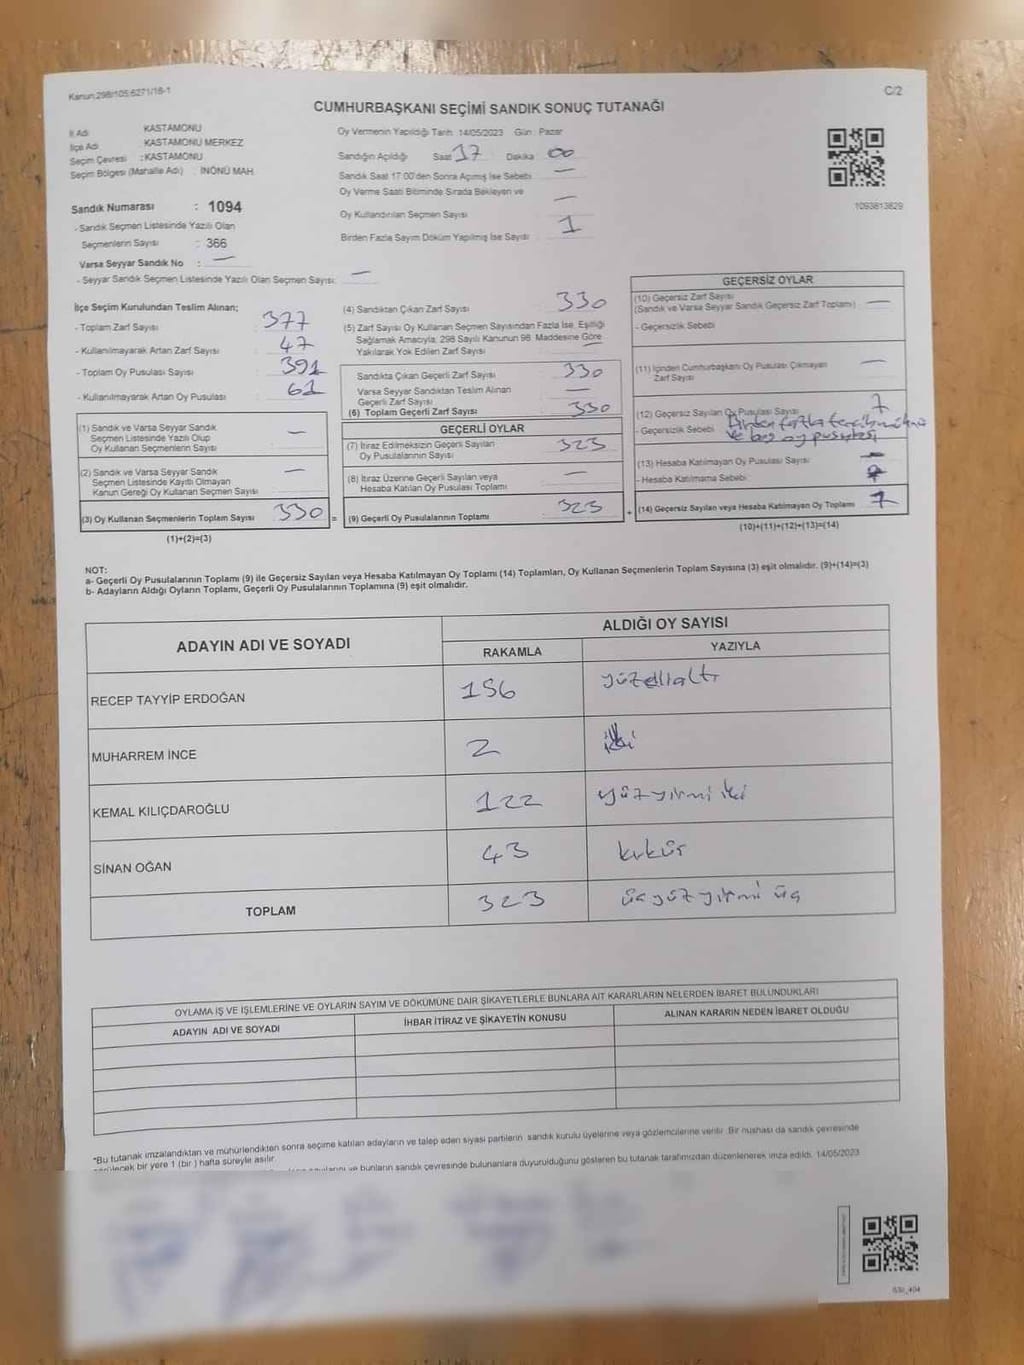 Kanun:298/105;6271/18-1
C/2
CUMHURBAŞKANI SEÇİMİ SANDIK SONUÇ TUTANAĞI
İl Adı KASTAMONU
İlçe Adı KASTAMONU MERKEZ
Seçim Çevresi :KASTAMONU
Seçim Bölgesi (Mahalle Adı) : İNÖNÜ MAH.
Sandık Numarası : 1094
- Sandık Seçmen Listesinde Yazılı Olan
Seçmenlerin Sayısı : 366
Varsa Seyyar Sandık No : —
- Seyyar Sandık Seçmen Listesinde Yazılı Olan Seçmen Sayısı: —
Oy Vermenin Yapıldığı Tarih: 14/05/2023 Gün: Pazar
Sandığın Açıldığı Saat 17 Dakika 00
Sandık Saat 17:00'den Sonra Açılmış İse Sebebi —
Oy Verme Saati Bitiminde Sırada Bekleyen ve
Oy Kullandırılan Seçmen Sayısı —
Birden Fazla Sayım Döküm Yapılmış İse Sayısı 1
1093813829
İlçe Seçim Kurulundan Teslim Alınan;
- Toplam Zarf Sayısı 377
- Kullanılmayarak Artan Zarf Sayısı 47
- Toplam Oy Pusulası Sayısı 391
- Kullanılmayarak Artan Oy Pusulası 61
(1) Sandık ve Varsa Seyyar Sandık
Seçmen Listesinde Yazılı Olup
Oy Kullanan Seçmenlerin Sayısı —
(2) Sandık ve Varsa Seyyar Sandık
Seçmen Listesinde Kayıtlı Olmayan
Kanun Gereği Oy Kullanan Seçmen Sayısı —
(3) Oy Kullanan Seçmenlerin Toplam Sayısı 330
(1)+(2)=(3)
(4) Sandıktan Çıkan Zarf Sayısı 330
(5) Zarf Sayısı Oy Kullanan Seçmen Sayısından Fazla İse, Eşitliği
Sağlamak Amacıyla; 298 Sayılı Kanunun 98. Maddesine Göre
Yakılarak Yok Edilen Zarf Sayısı —
Sandıkta Çıkan Geçerli Zarf Sayısı 330
Varsa Seyyar Sandıktan Teslim Alınan
Geçerli Zarf Sayısı —
(6) Toplam Geçerli Zarf Sayısı 330
GEÇERLİ OYLAR
(7) İtiraz Edilmeksizin Geçerli Sayılan
Oy Pusulalarının Sayısı 323
(8) İtiraz Üzerine Geçerli Sayılan veya
Hesaba Katılan Oy Pusulası Toplamı —
= (9) Geçerli Oy Pusulalarının Toplamı 323
GEÇERSİZ OYLAR
(10) Geçersiz Zarf Sayısı
(Sandık ve Varsa Seyyar Sandık Geçersiz Zarf Toplamı) —
- Geçersizlik Sebebi
(11) İçinden Cumhurbaşkanı Oy Pusulası Çıkmayan
Zarf Sayısı —
(12) Geçersiz Sayılan Oy Pusulası Sayısı 7
- Geçersizlik Sebebi Birden fazla
ve boş oy pusulası
(13) Hesaba Katılmayan Oy Pusulası Sayısı —
- Hesaba Katılmama Sebebi
+ (14) Geçersiz Sayılan veya Hesaba Katılmayan Oy Toplamı 7
(10)+(11)+(12)+(13)=(14)
NOT:
a- Geçerli Oy Pusulalarının Toplamı (9) ile Geçersiz Sayılan veya Hesaba Katılmayan Oy Toplamı (14) Toplamları, Oy Kullanan Seçmenlerin Toplam Sayısına (3) eşit olmalıdır. (9)+(14)=(3)
b- Adayların Aldığı Oyların Toplamı, Geçerli Oy Pusulalarının Toplamına (9) eşit olmalıdır.
ADAYIN ADI VE SOYADI
ALDIĞI OY SAYISI
RAKAMLA YAZIYLA
RECEP TAYYİP ERDOĞAN 156 yüzellialtı
MUHARREM İNCE 2 iki
KEMAL KILIÇDAROĞLU 122 yüz yirmi iki
SİNAN OĞAN 43 kırküç
TOPLAM 323 üçyüz yirmi üç
OYLAMA İŞ VE İŞLEMLERİNE VE OYLARIN SAYIM VE DÖKÜMÜNE DAİR ŞİKAYETLERLE BUNLARA AİT KARARLARIN NELERDEN İBARET BULUNDUKLARI
ADAYIN ADI VE SOYADI İHBAR İTİRAZ VE ŞİKAYETİN KONUSU ALINAN KARARIN NEDEN İBARET OLDUĞU
*Bu tutanak imzalandıktan ve mühürlendikten sonra seçime katılan adayların ve talep eden siyasi partilerin sandık kurulu üyelerine veya gözlemcilerine verilir. Bir nüshası da sandık çevresinde
görülecek bir yere 1 (bir ) hafta süreyle asılır.
ve bunların sandık çevresinde bulunanlara duyurulduğunu gösteren bu tutanak tarafımızdan düzenlenerek imza edildi. 14/05/2023